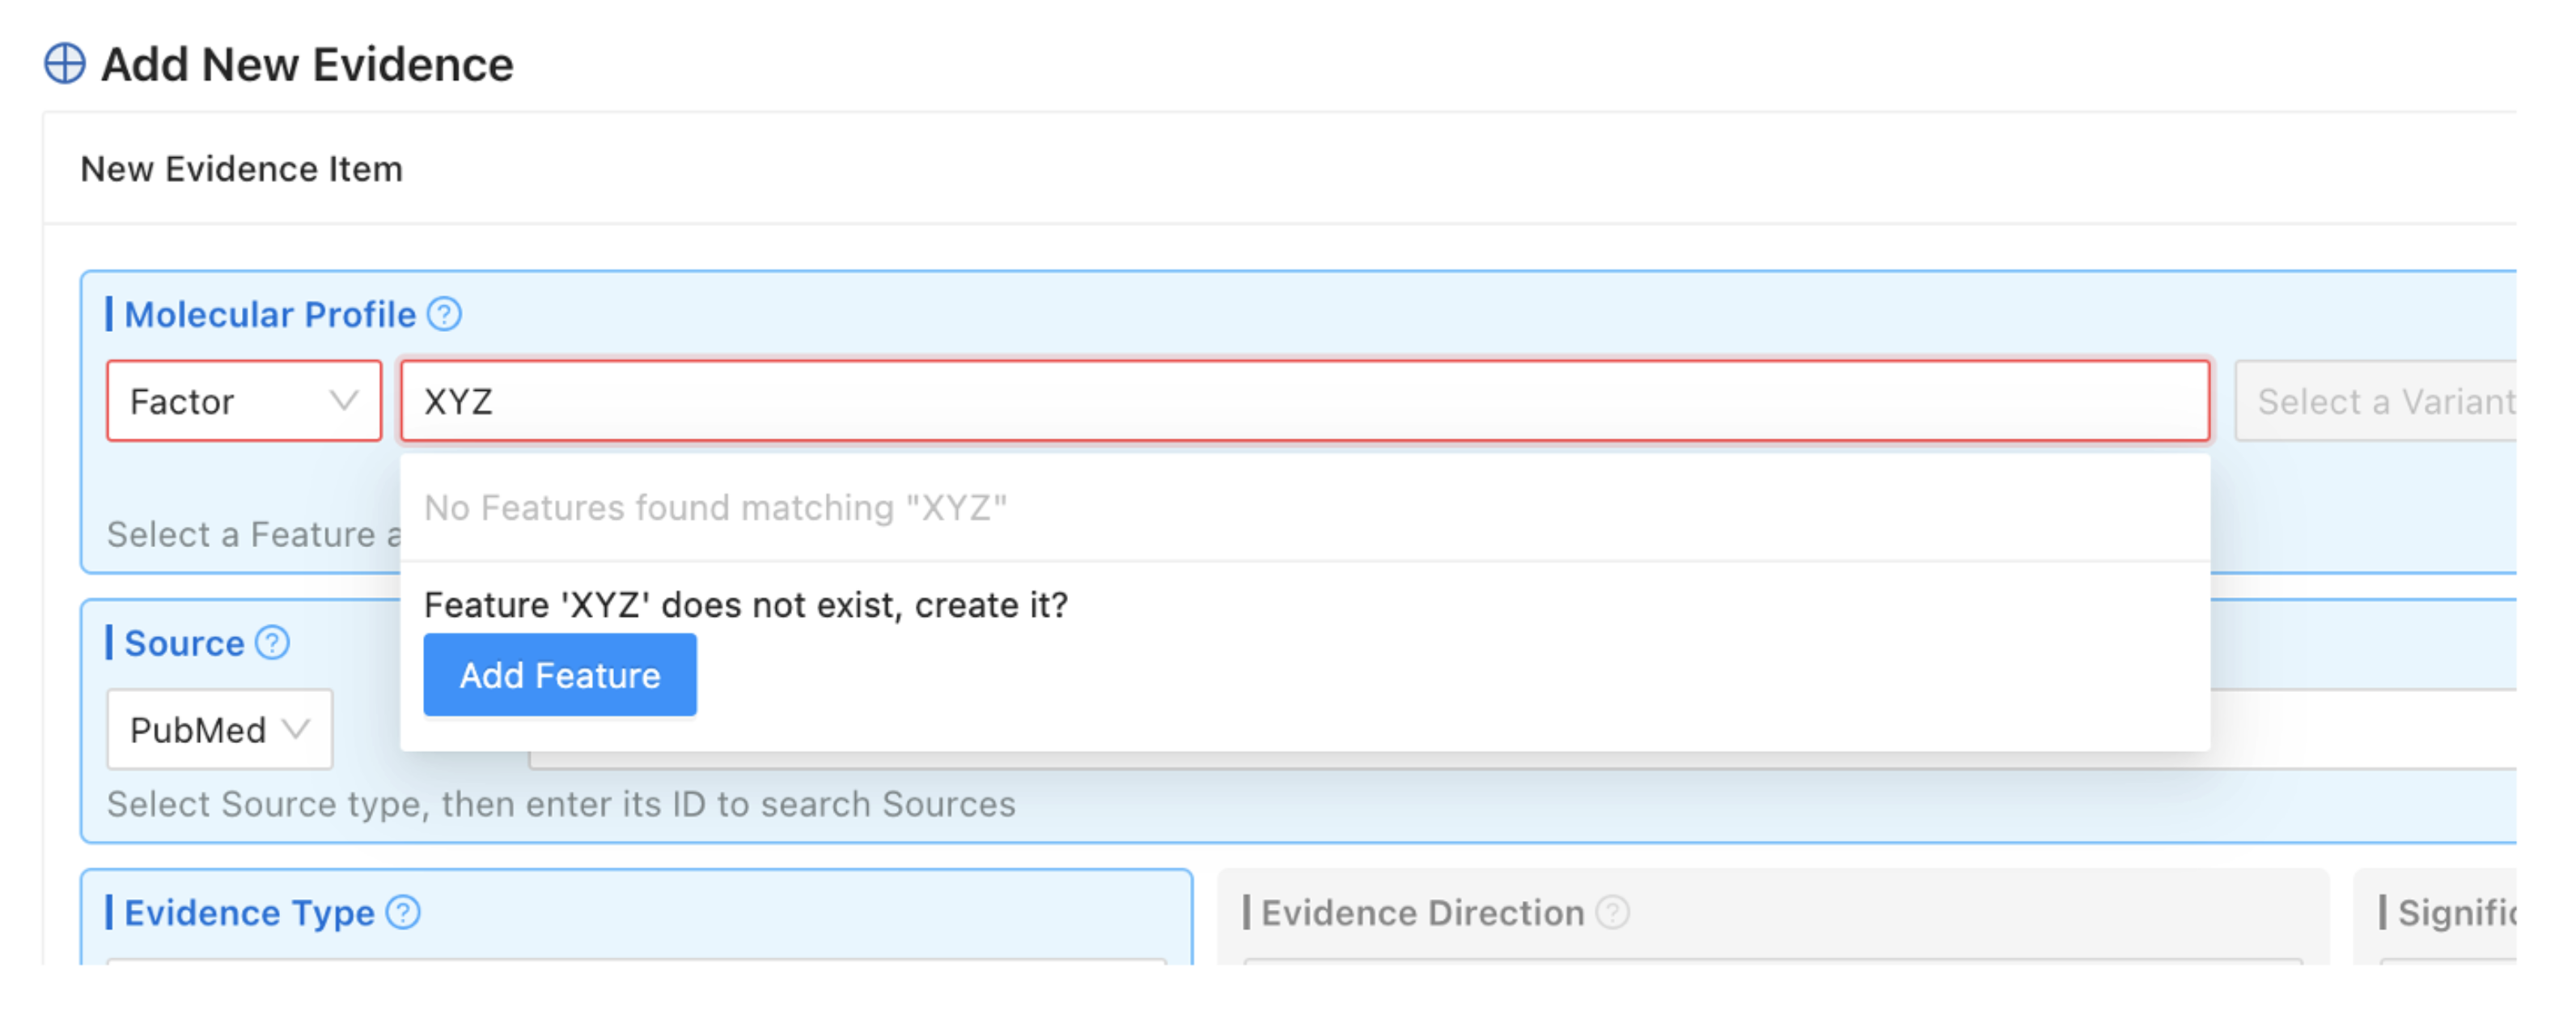 Add New Evidence
New Evidence Item
Molecular Profile ?
Factor XYZ Select a Variant
No Features found matching "XYZ"
Select a Feature a
Feature 'XYZ' does not exist, create it?
Source ?
Add Feature
PubMed
Select Source type, then enter its ID to search Sources
Evidence Type ? Evidence Direction ? Signific